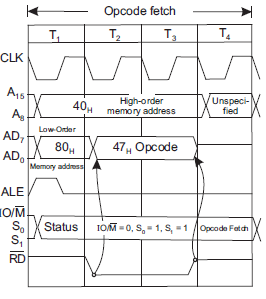 Opcode fetch
T1 T2 T3 T4
CLK
A15
A8
40H
High-order
memory address
Unspeci-
fied
AD7
AD0
Low-Order
80H
47H Opcode
Memory address
ALE
IO/M̅
S0
S1
Status
IO/M̅ = 0, S0 = 1, S1 = 1
Opcode Fetch
R̅D̅